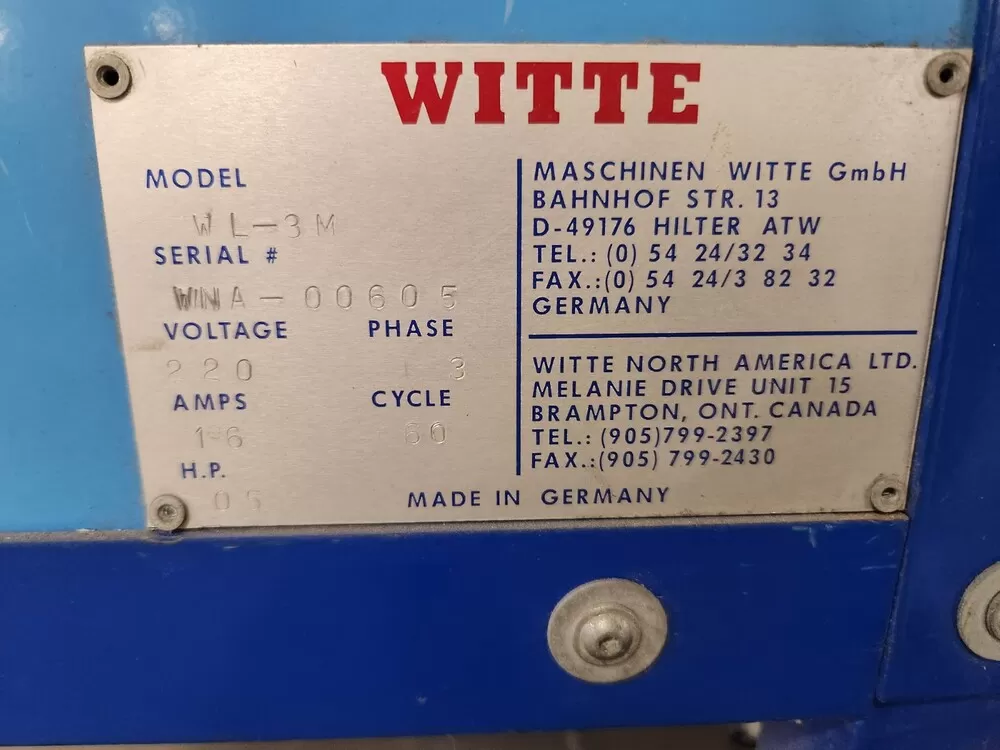 WITTE
MODEL
WL-3M
SERIAL #
WNA-00605
VOLTAGE PHASE
220 3
AMPS CYCLE
1-6 60
H.P.
05
MASCHINEN WITTE GmbH
BAHNHOF STR. 13
D-49176 HILTER ATW
TEL.: (0) 54 24/32 34
FAX.:(0) 54 24/3 82 32
GERMANY
WITTE NORTH AMERICA LTD.
MELANIE DRIVE UNIT 15
BRAMPTON, ONT. CANADA
TEL.: (905)799-2397
FAX.:(905) 799-2430
MADE IN GERMANY